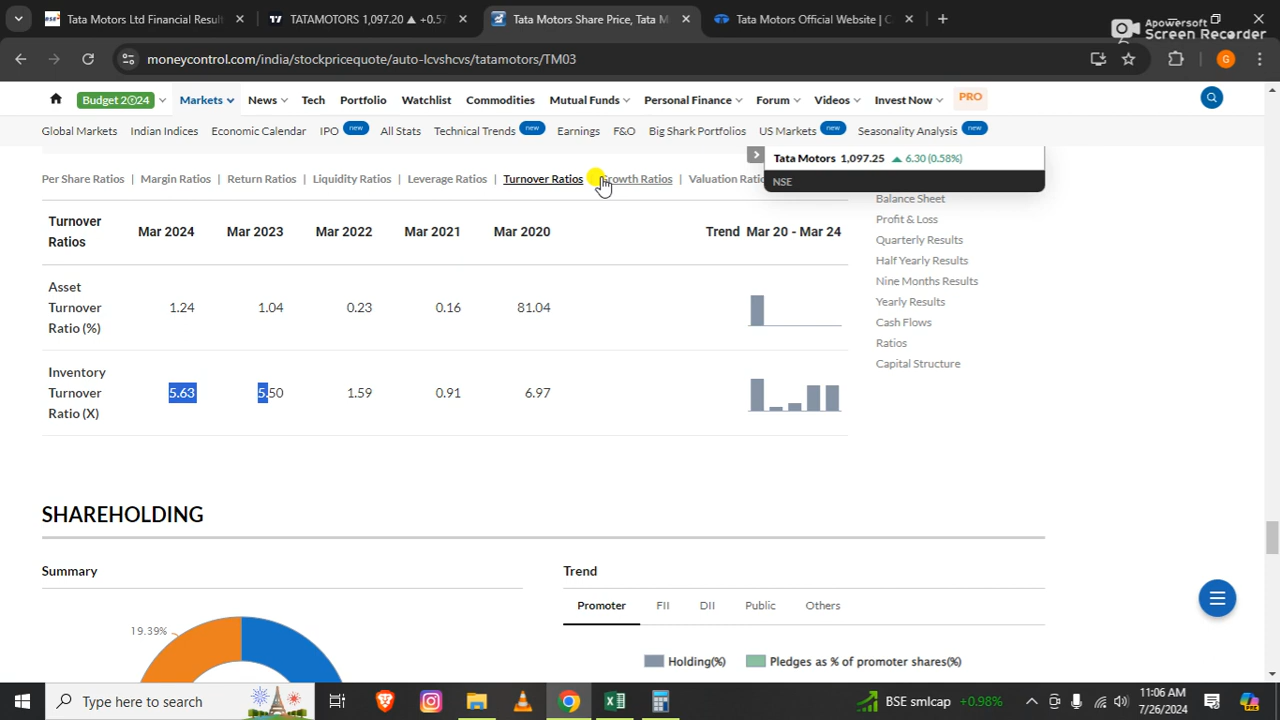 Tata Motors Ltd Financial Resul
TATAMOTORS 1,097.20 ▲ +0.57
Tata Motors Share Price, Tata M
Tata Motors Official Website | C
Apowersoft
Screen Recorder
moneycontrol.com/india/stockpricequote/auto-lcvshcvs/tatamotors/TM03
G
Budget 2024
Markets
News
Tech
Portfolio
Watchlist
Commodities
Mutual Funds
Personal Finance
Forum
Videos
Invest Now
PRO
Global Markets
Indian Indices
Economic Calendar
IPO new
All Stats
Technical Trends new
Earnings
F&O
Big Shark Portfolios
US Markets new
Seasonality Analysis new
Tata Motors 1,097.25 ▲ 6.30 (0.58%)
NSE
Per Share Ratios | Margin Ratios | Return Ratios | Liquidity Ratios | Leverage Ratios | Turnover Ratios Growth Ratios | Valuation Ratio
Balance Sheet
Profit & Loss
Quarterly Results
Half Yearly Results
Nine Months Results
Yearly Results
Cash Flows
Ratios
Capital Structure
Turnover
Ratios
Mar 2024 Mar 2023 Mar 2022 Mar 2021 Mar 2020 Trend Mar 20 - Mar 24
Asset
Turnover
Ratio (%)
1.24 1.04 0.23 0.16 81.04
Inventory
Turnover
Ratio (X)
5.63 5.50 1.59 0.91 6.97
SHAREHOLDING
Summary
19.39%
Trend
Promoter FII DII Public Others
Holding(%) Pledges as % of promoter shares(%)
Type here to search
BSE smlcap +0.98%
11:06 AM
7/26/2024